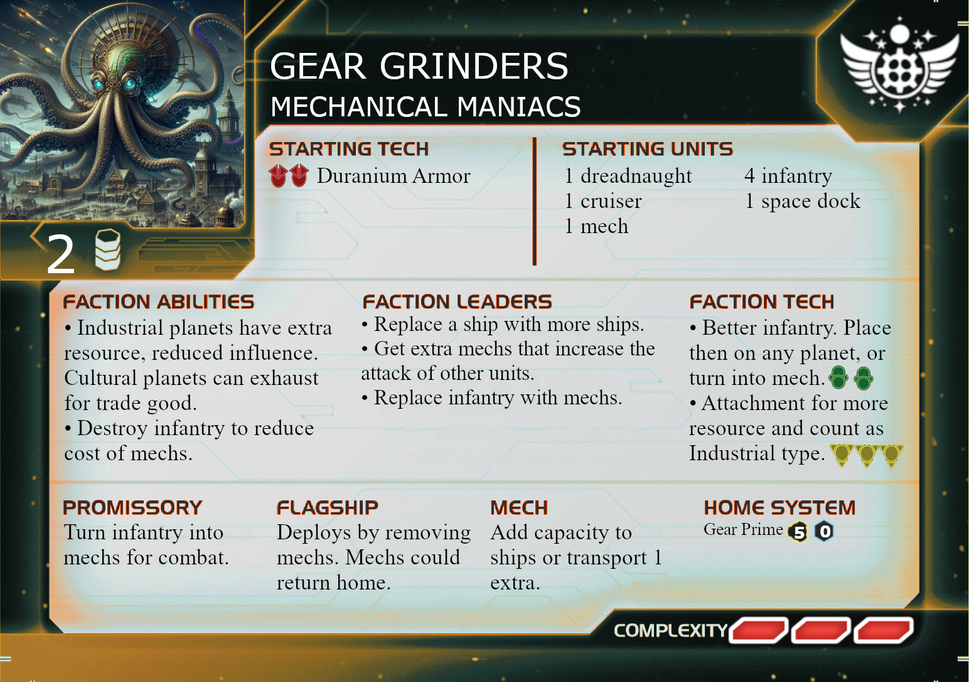 GEAR GRINDERS
MECHANICAL MANIACS
2
STARTING TECH
Duranium Armor
STARTING UNITS
1 dreadnaught
1 cruiser
1 mech
4 infantry
1 space dock
FACTION ABILITIES
• Industrial planets have extra
resource, reduced influence.
Cultural planets can exhaust
for trade good.
• Destroy infantry to reduce
cost of mechs.
FACTION LEADERS
• Replace a ship with more ships.
• Get extra mechs that increase the
attack of other units.
• Replace infantry with mechs.
FACTION TECH
• Better infantry. Place
then on any planet, or
turn into mech.
• Attachment for more
resource and count as
Industrial type.
PROMISSORY
Turn infantry into
mechs for combat.
FLAGSHIP
Deploys by removing
mechs. Mechs could
return home.
MECH
Add capacity to
ships or transport 1
extra.
HOME SYSTEM
Gear Prime 5 0
COMPLEXITY